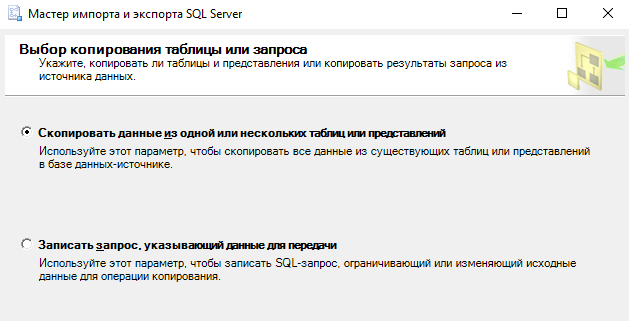 Мастер импорта и экспорта SQL Server
Выбор копирования таблицы или запроса
Укажите, копировать ли таблицы и представления или копировать результаты запроса из
источника данных.
Скопировать данные из одной или нескольких таблиц или представлений
Используйте этот параметр, чтобы скопировать все данные из существующих таблиц или представлений
в базе данных-источнике.
Записать запрос, указывающий данные для передачи
Используйте этот параметр, чтобы записать SQL-запрос, ограничивающий или изменяющий исходные
данные для операции копирования.